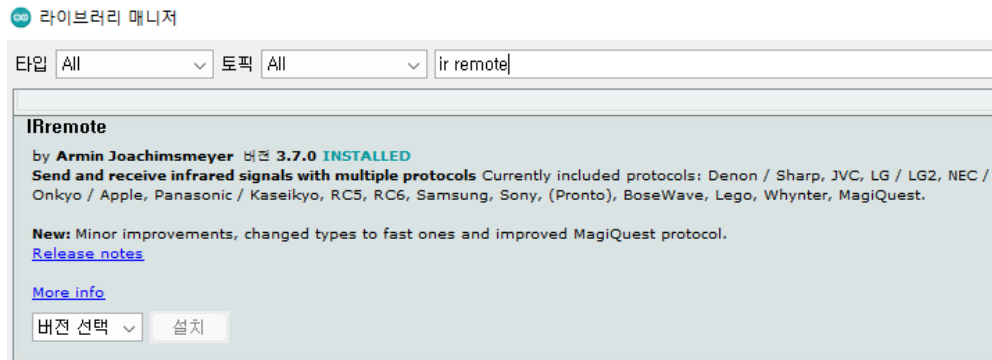 라이브러리 매니저
타입 All 토픽 All ir remote
IRremote
by Armin Joachimsmeyer 버전 3.7.0 INSTALLED
Send and receive infrared signals with multiple protocols Currently included protocols: Denon / Sharp, JVC, LG / LG2, NEC /
Onkyo / Apple, Panasonic / Kaseikyo, RC5, RC6, Samsung, Sony, (Pronto), BoseWave, Lego, Whynter, MagiQuest.
New: Minor improvements, changed types to fast ones and improved MagiQuest protocol.
Release notes
More info
버전 선택 설치